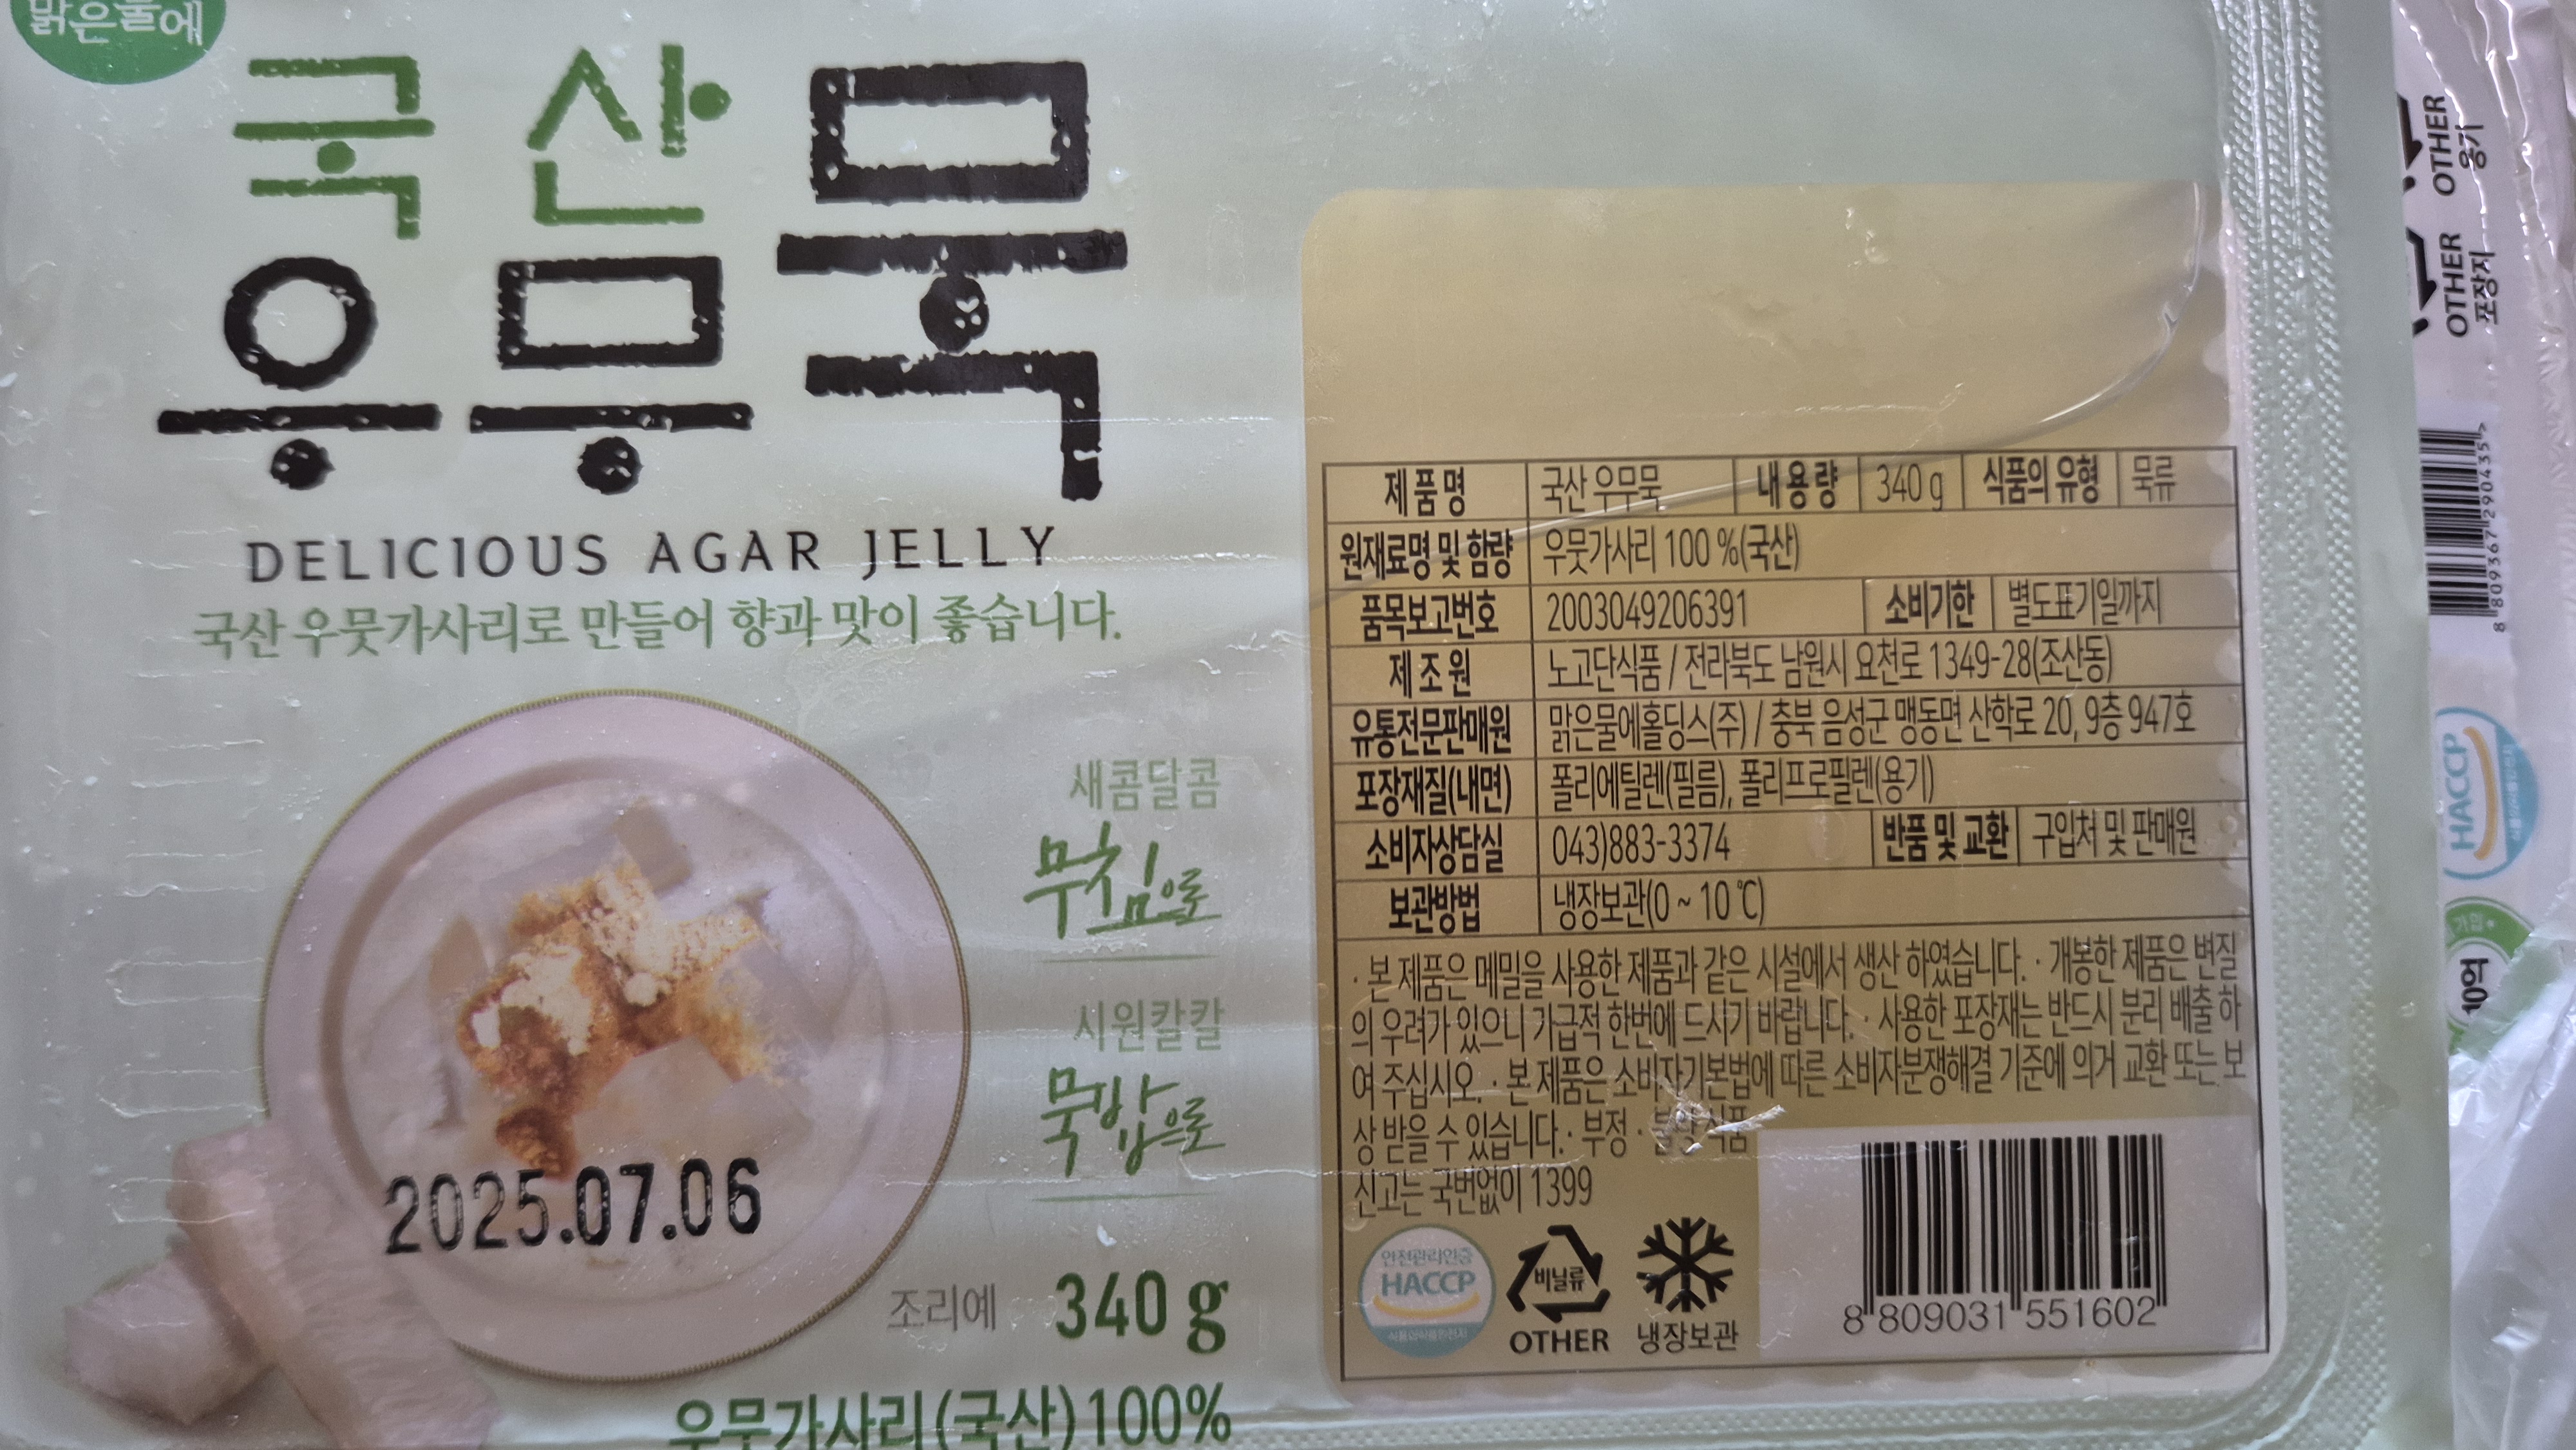 맑은물에
국산
우무묵
DELICIOUS AGAR JELLY
국산 우뭇가사리로 만들어 향과 맛이 좋습니다.
새콤달콤
무침으로
시원칼칼
묵밥으로
2025.07.06
조리예 340 g
우무가사리(국산)100%
제품명 국산 우무묵 내용량 340 g 식품의 유형 묵류
원재료명 및 함량 우뭇가사리 100 %(국산)
품목보고번호 2003049206391 소비기한 별도표기일까지
제조원 노고단식품 / 전라북도 남원시 요천로 1349-28(조산동)
유통전문판매원 맑은물에홀딩스(주) / 충북 음성군 맹동면 산학로 20, 9층 947호
포장재질(내면) 폴리에틸렌(필름), 폴리프로필렌(용기)
소비자상담실 043)883-3374 반품 및 교환 구입처 및 판매원
보관방법 냉장보관(0 ~ 10 ℃)
· 본 제품은 메밀을 사용한 제품과 같은 시설에서 생산 하였습니다. · 개봉한 제품은 변질
의 우려가 있으니 가급적 한번에 드시기 바랍니다. · 사용한 포장재는 반드시 분리 배출 하
여 주십시오. · 본 제품은 소비자기본법에 따른 소비자분쟁해결 기준에 의거 교환 또는 보
상 받을 수 있습니다. · 부정 · 불량 식품
신고는 국번없이 1399
안전관리인증
HACCP
비닐류
OTHER
냉장보관
8 809031 551602
OTHER
용기
OTHER
포장지
8 809367 290435 >
HACCP
가입
10억